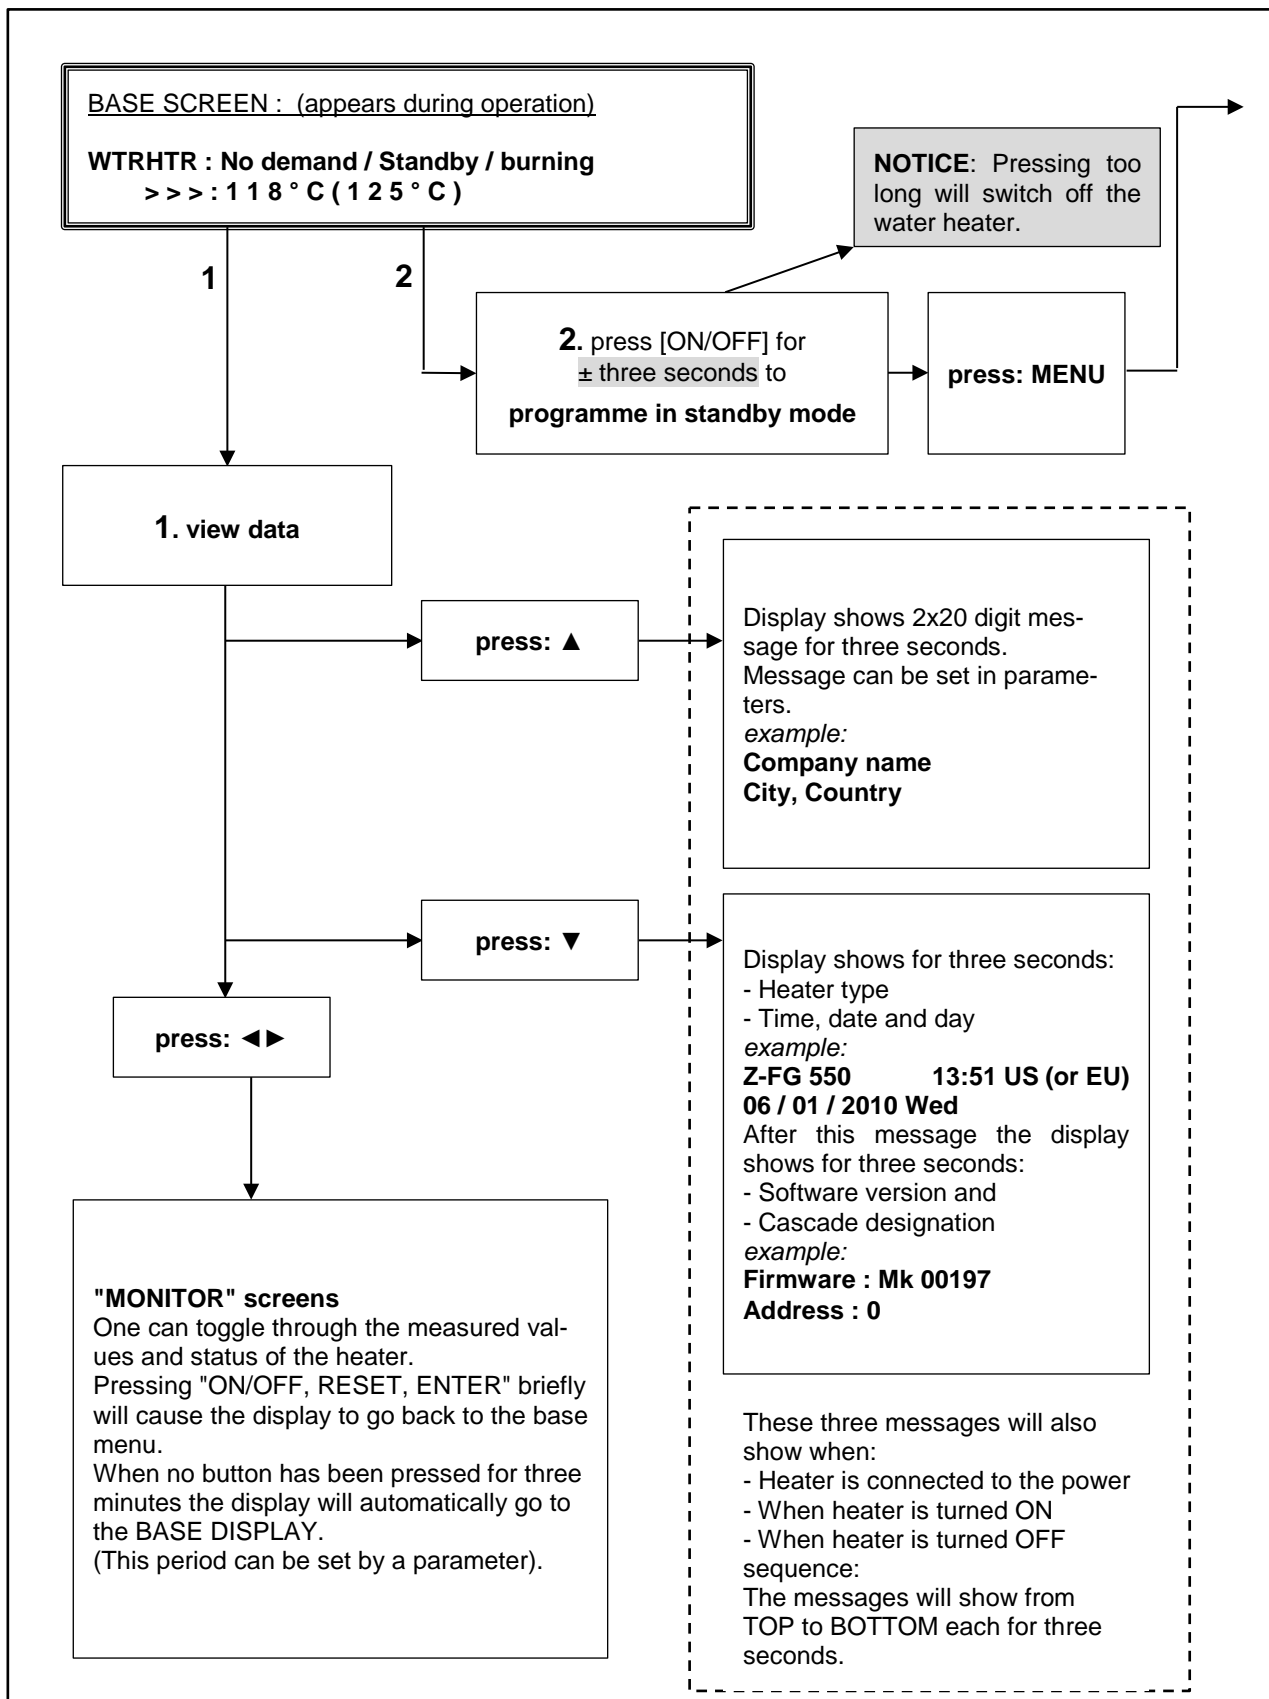 BASE SCREEN :  (appears during operation)
WTRHTR : No demand / Standby / burning
> > > : 1 1 8 ° C ( 1 2 5 ° C )
NOTICE: Pressing too
long will switch off the
water heater.
1
2
2. press [ON/OFF] for
± three seconds to
programme in standby mode
press: MENU
1. view data
press: ▲
Display shows 2x20 digit mes-
sage for three seconds.
Message can be set in parame-
ters.
example:
Company name
City, Country
press: ▼
Display shows for three seconds:
- Heater type
- Time, date and day
example:
Z-FG 550 13:51 US (or EU)
06 / 01 / 2010 Wed
After this message the display
shows for three seconds:
- Software version and
- Cascade designation
example:
Firmware : Mk 00197
Address : 0
press: ◄►
"MONITOR" screens
One can toggle through the measured val-
ues and status of the heater.
Pressing "ON/OFF, RESET, ENTER" briefly
will cause the display to go back to the base
menu.
When no button has been pressed for three
minutes the display will automatically go to
the BASE DISPLAY.
(This period can be set by a parameter).
These three messages will also
show when:
- Heater is connected to the power
- When heater is turned ON
- When heater is turned OFF
sequence:
The messages will show from
TOP to BOTTOM each for three
seconds.